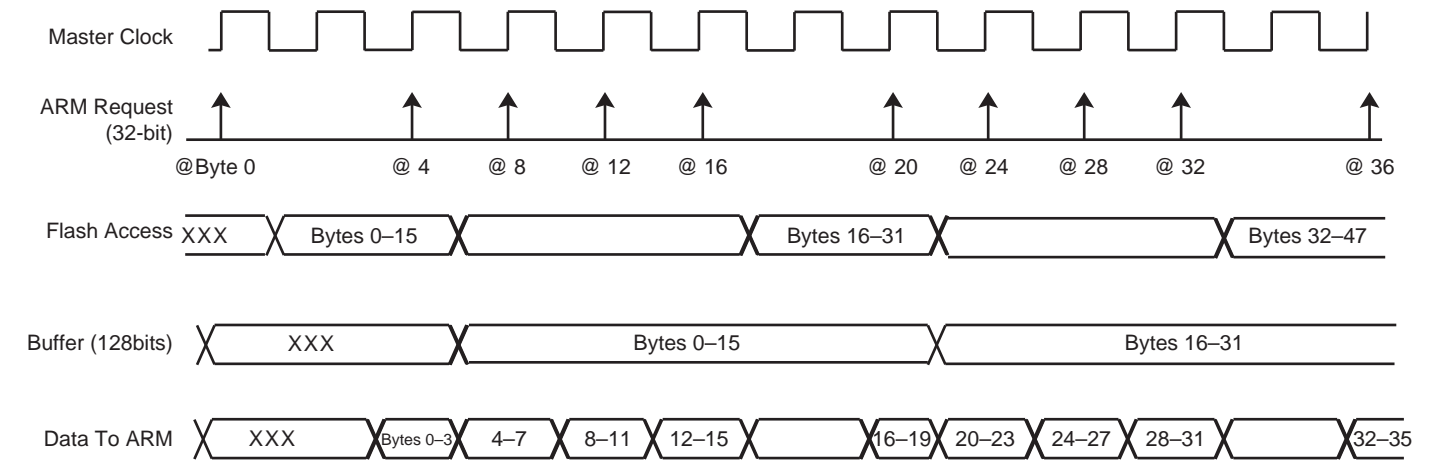 Master Clock
ARM Request
(32-bit)
@Byte 0 @ 4 @ 8 @ 12 @ 16 @ 20 @ 24 @ 28 @ 32 @ 36
Flash Access XXX Bytes 0–15 Bytes 16–31 Bytes 32–47
Buffer (128bits) XXX Bytes 0–15 Bytes 16–31
Data To ARM XXX Bytes 0–3 4–7 8–11 12–15 16–19 20–23 24–27 28–31 32–35